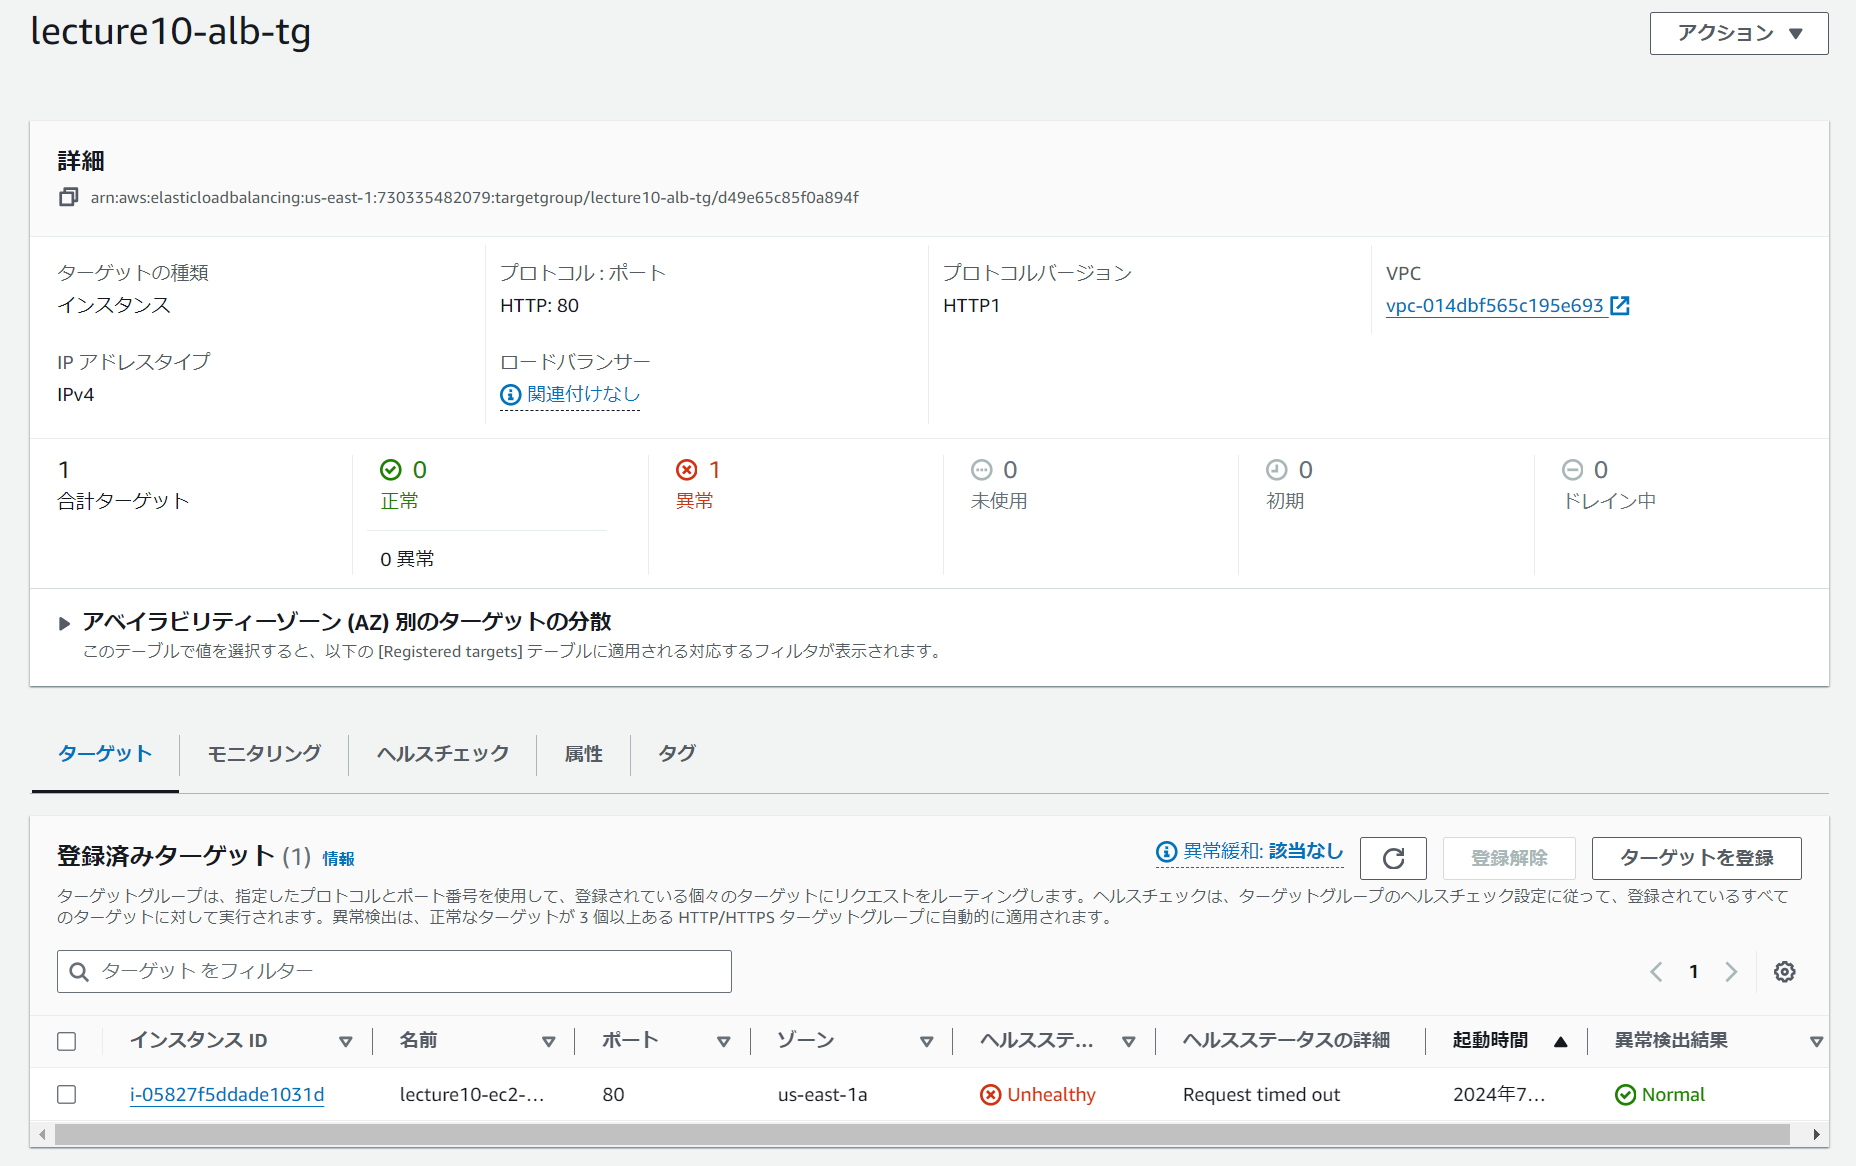 lecture10-alb-tg
アクション
詳細
arn:aws:elasticloadbalancing:us-east-1:730335482079:targetgroup/lecture10-alb-tg/d49e65c85f0a894f
ターゲットの種類
インスタンス
プロトコル : ポート
HTTP: 80
プロトコルバージョン
HTTP1
VPC
vpc-014dbf565c195e693
IP アドレスタイプ
IPv4
ロードバランサー
関連付けなし
1
合計ターゲット
0
正常
0 異常
1
異常
0
未使用
0
初期
0
ドレイン中
アベイラビリティーゾーン (AZ) 別のターゲットの分散
このテーブルで値を選択すると、以下の [Registered targets] テーブルに適用される対応するフィルタが表示されます。
ターゲット
モニタリング
ヘルスチェック
属性
タグ
登録済みターゲット (1) 情報
異常緩和: 該当なし
登録解除
ターゲットを登録
ターゲットグループは、指定したプロトコルとポート番号を使用して、登録されている個々のターゲットにリクエストをルーティングします。ヘルスチェックは、ターゲットグループのヘルスチェック設定に従って、登録されているすべて
のターゲットに対して実行されます。異常検出は、正常なターゲットが 3 個以上ある HTTP/HTTPS ターゲットグループに自動的に適用されます。
ターゲット をフィルター
1
インスタンス ID 名前 ポート ゾーン ヘルスステ... ヘルスステータスの詳細 起動時間 異常検出結果
i-05827f5ddade1031d lecture10-ec2-... 80 us-east-1a Unhealthy Request timed out 2024年7... Normal